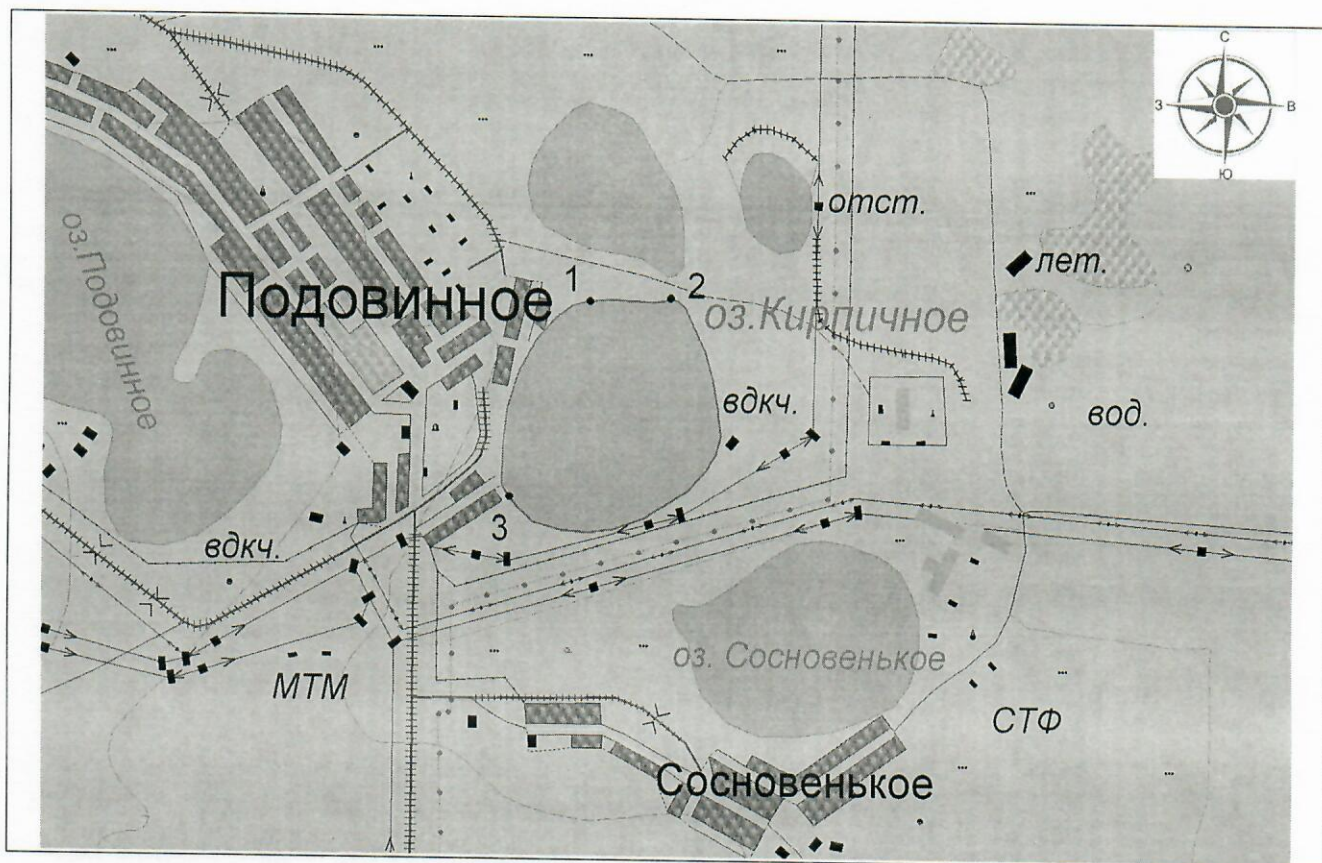 С
З
В
Ю
отст.
лет.
оз.Подовинное
Подовинное
1
2
оз.Кирпичное
вдкч.
вод.
3
вдкч.
оз. Сосновенькое
МТМ
СТФ
Сосновенькое